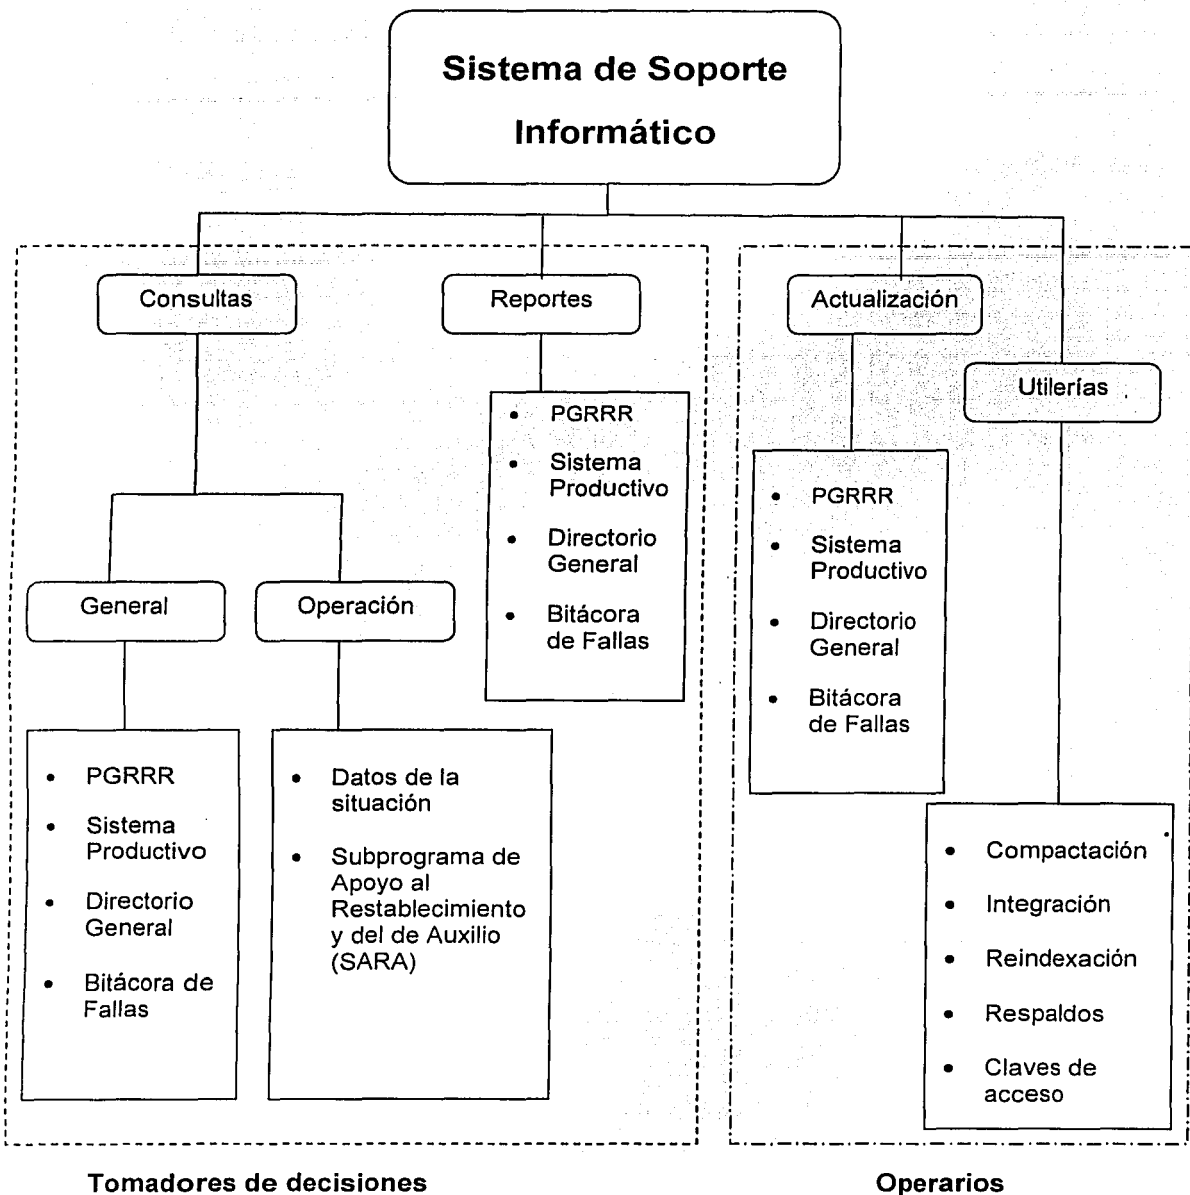 Sistema de Soporte
Informático
Consultas
Reportes
Actualización
Utilerías
• PGRRR
• Sistema
Productivo
• Directorio
General
• Bitácora
de Fallas
• PGRRR
• Sistema
Productivo
• Directorio
General
• Bitácora
de Fallas
General
Operación
• PGRRR
• Sistema
Productivo
• Directorio
General
• Bitácora de
Fallas
• Datos de la
situación
• Subprograma de
Apoyo al
Restablecimiento
y del de Auxilio
(SARA)
• Compactación
• Integración
• Reindexación
• Respaldos
• Claves de
acceso
Tomadores de decisiones
Operarios